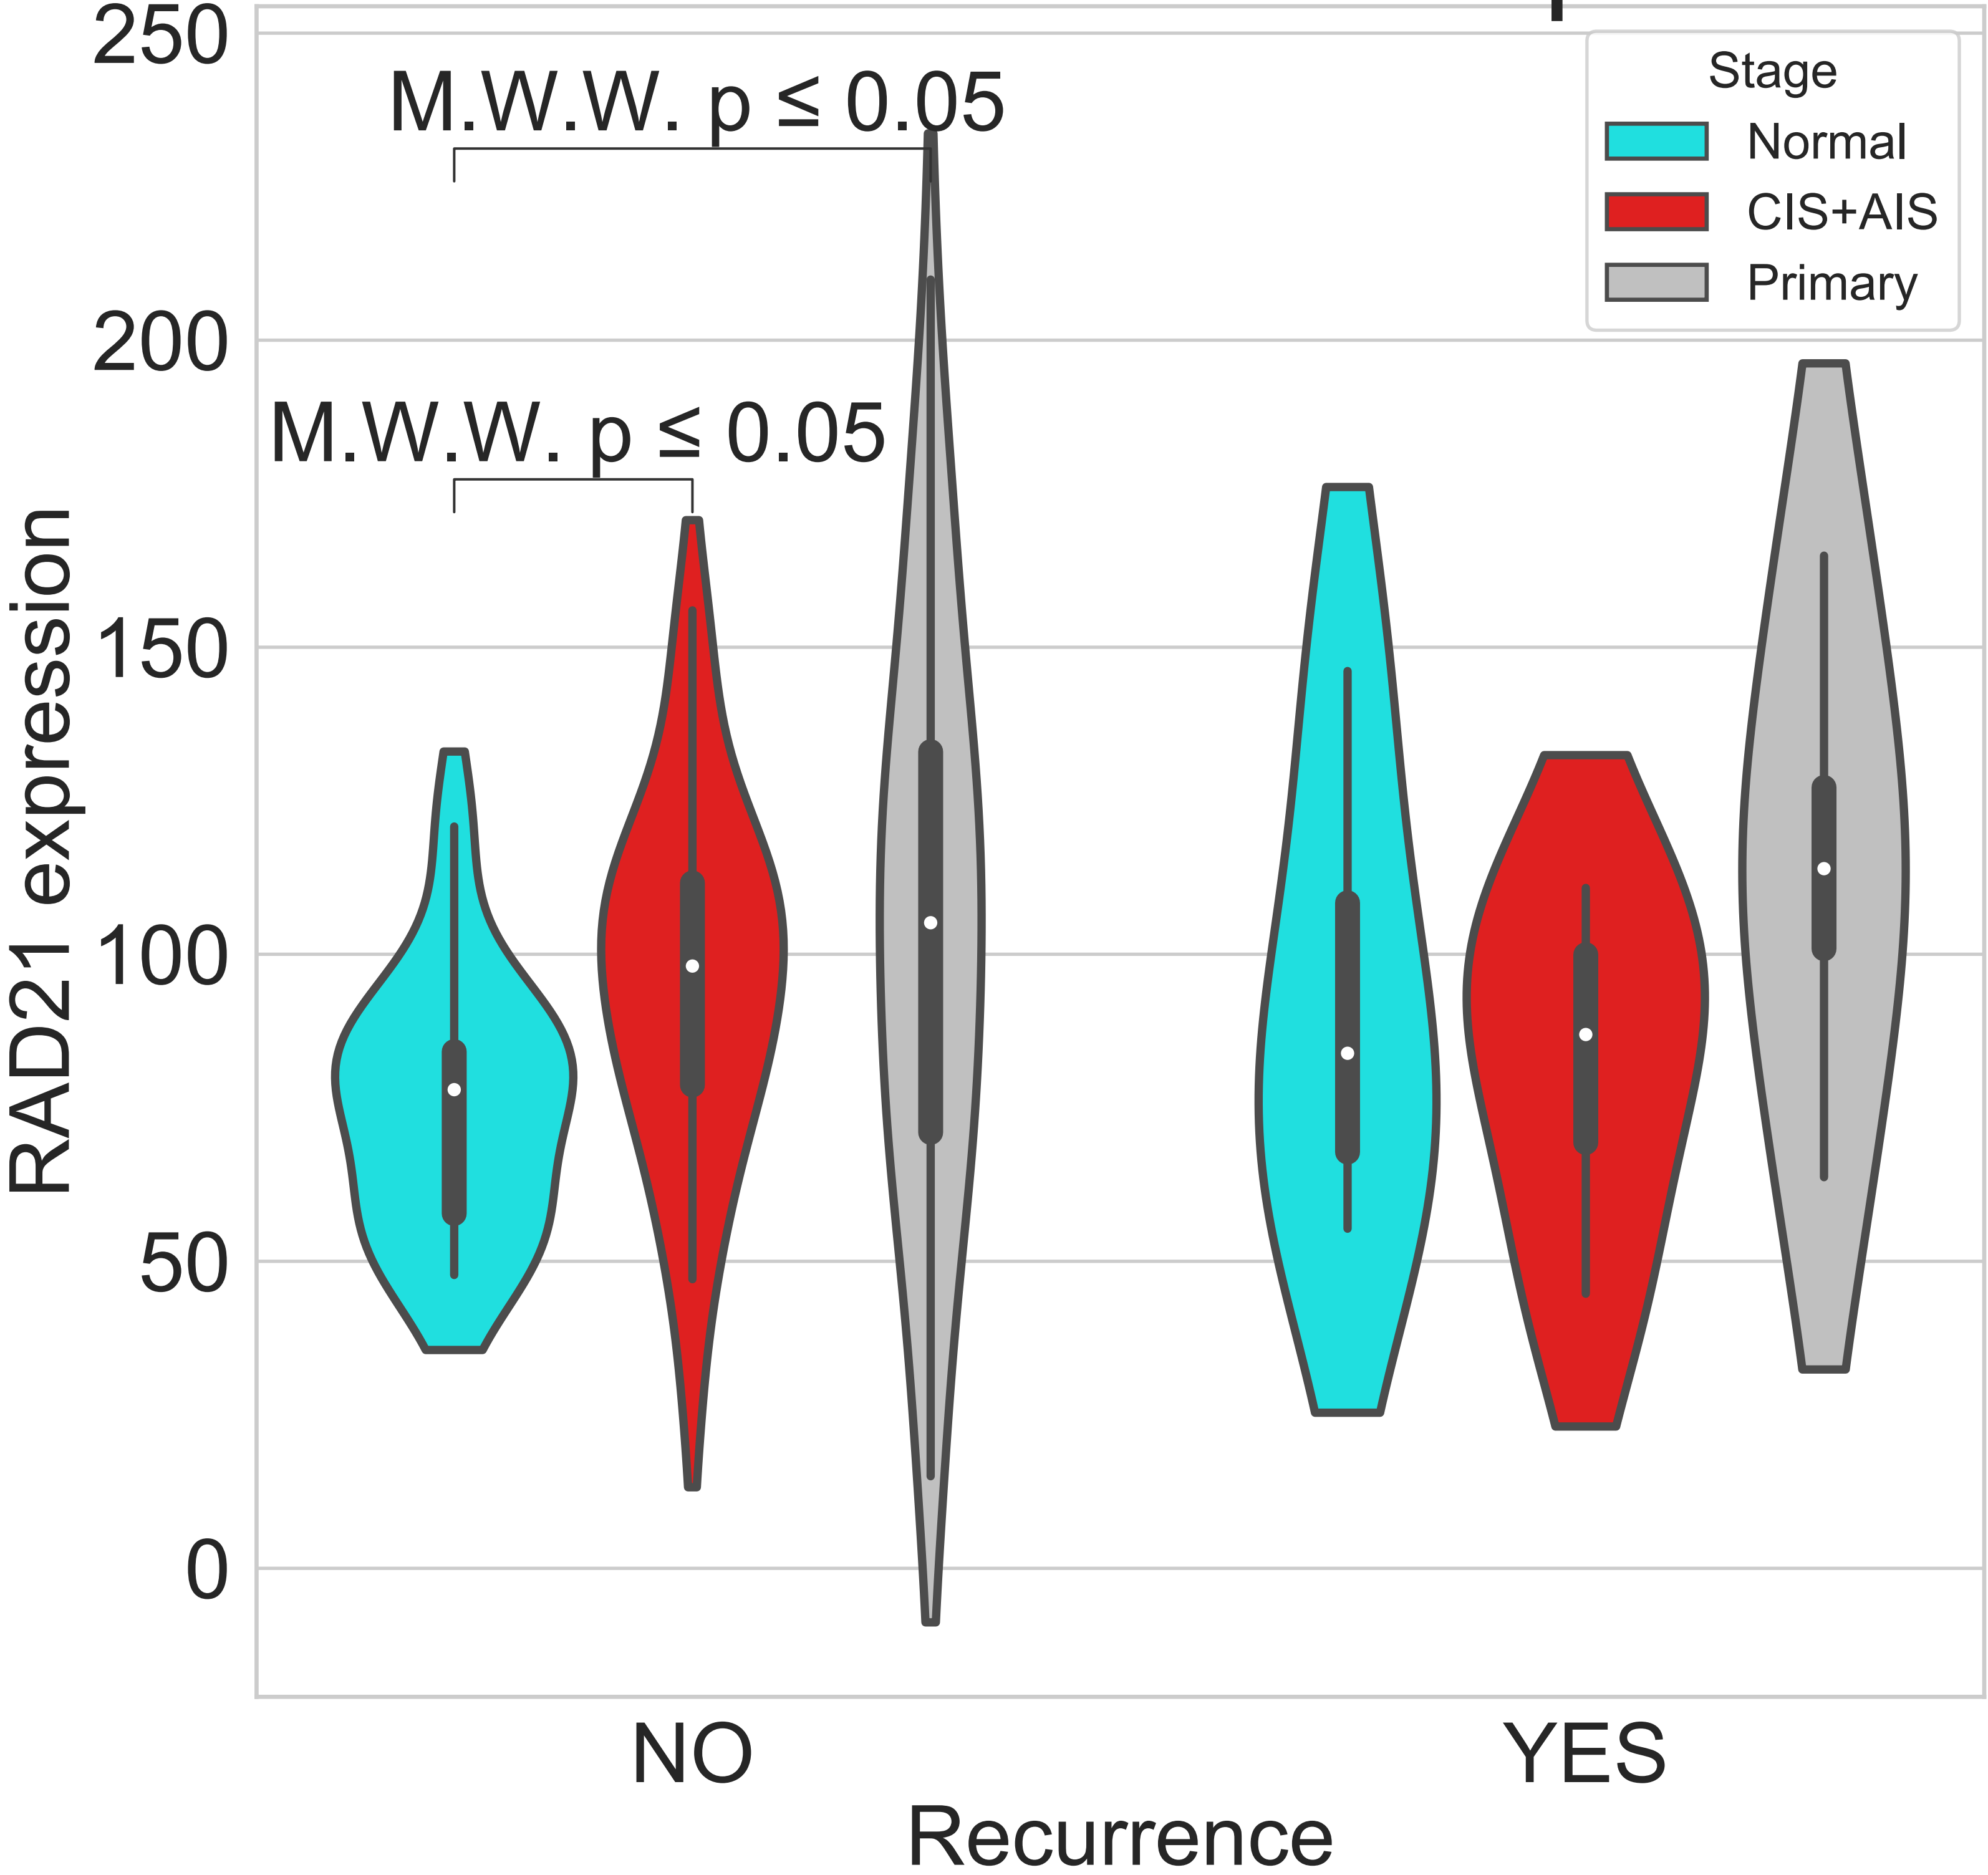 250
M.W.W. p ≤ 0.05
Stage
Normal
CIS+AIS
Primary
200
M.W.W. p ≤ 0.05
150
RAD21 expression
100
50
0
NO
YES
Recurrence